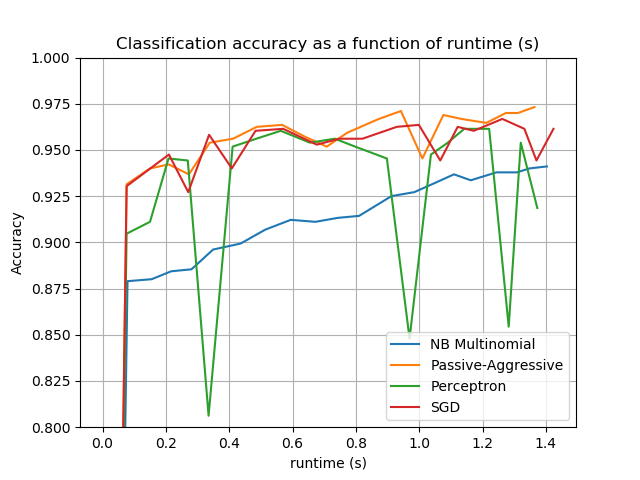 Classification accuracy as a function of runtime (s)
1.000
0.975
0.950
0.925
0.900
0.875
0.850
0.825
0.800
Accuracy
NB Multinomial
Passive-Aggressive
Perceptron
SGD
0.0 0.2 0.4 0.6 0.8 1.0 1.2 1.4
runtime (s)